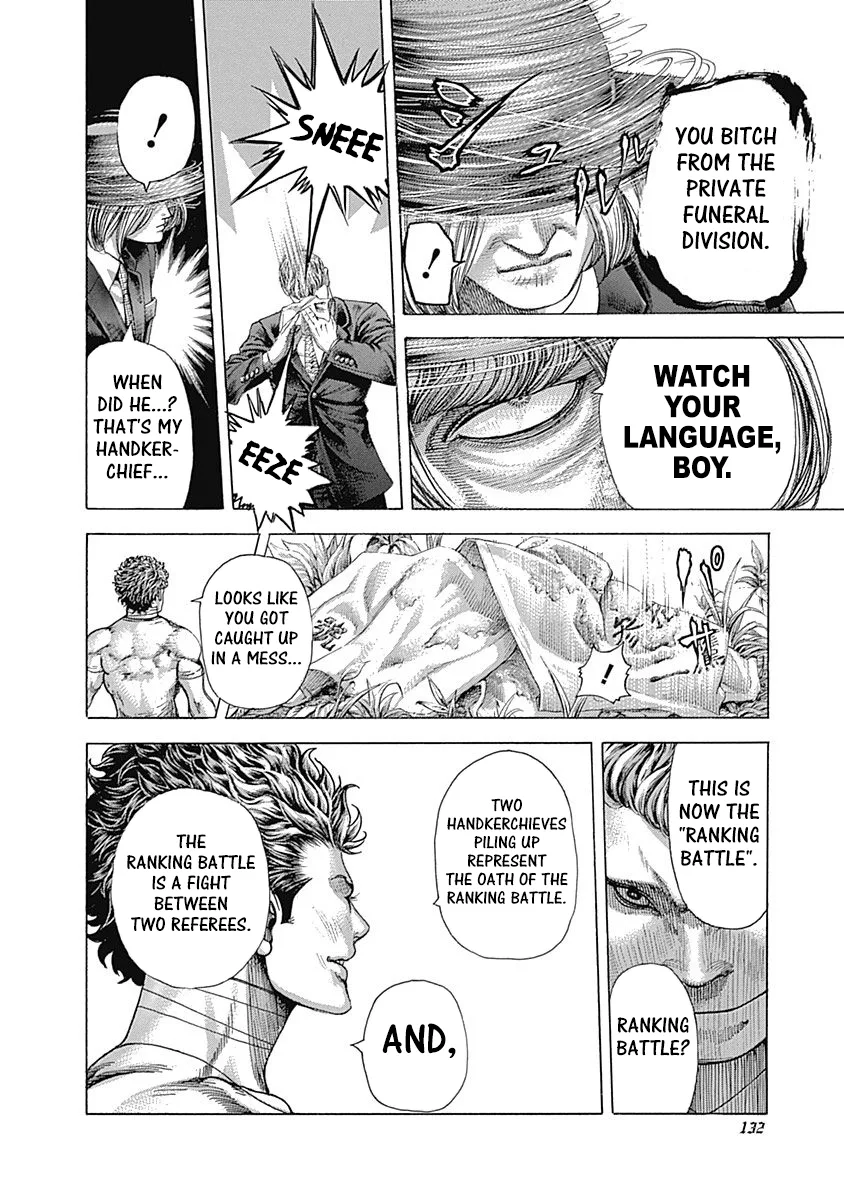 YOU BITCH
FROM THE
PRIVATE
FUNERAL
DIVISION.
!
ユ
ル
ル
WATCH
YOUR
LANGUAGE,
BOY.
SNEEE
EEZE
!
WHEN
DID HE...?
THAT'S MY
HANDKER-
CHIEF...
!
LOOKS LIKE
YOU GOT
CAUGHT UP
IN A MESS...
THIS IS
NOW THE
"RANKING
BATTLE".
RANKING
BATTLE?
TWO
HANDKERCHIEVES
PILING UP
REPRESENT
THE OATH OF THE
RANKING BATTLE.
THE
RANKING BATTLE
IS A FIGHT
BETWEEN
TWO REFEREES.
AND,
132